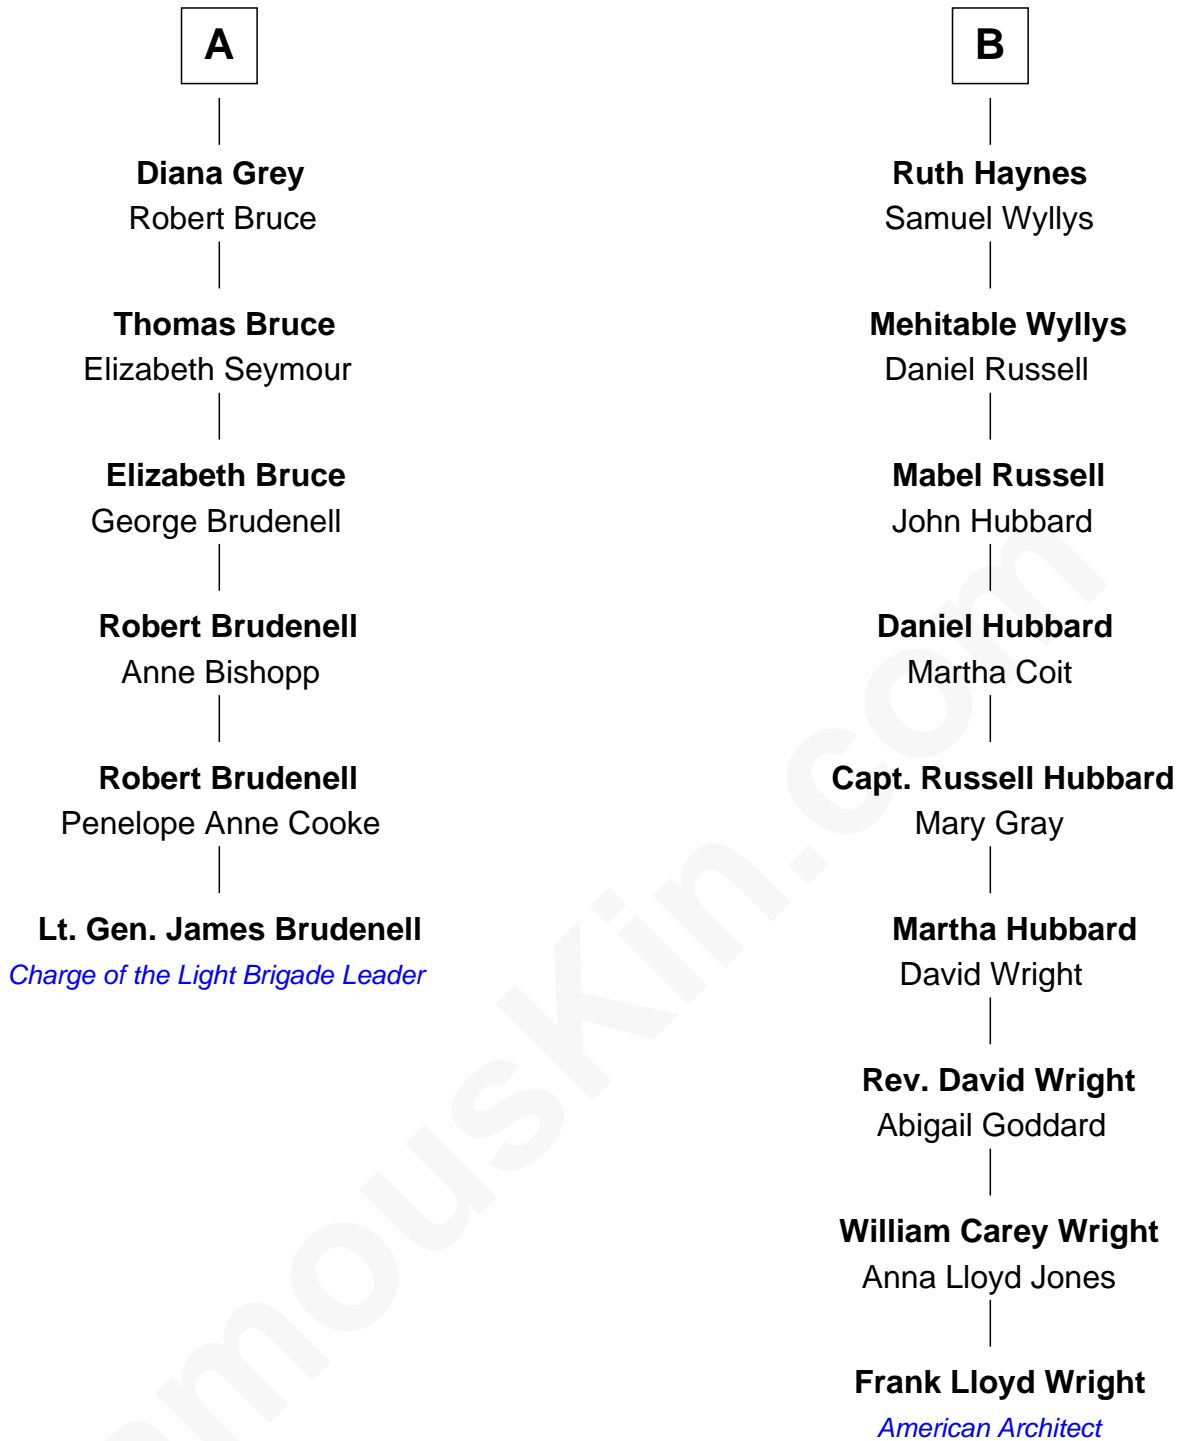 A
Diana Grey
Robert Bruce
Thomas Bruce
Elizabeth Seymour
Elizabeth Bruce
George Brudenell
Robert Brudenell
Anne Bishopp
Robert Brudenell
Penelope Anne Cooke
Lt. Gen. James Brudenell
Charge of the Light Brigade Leader
B
Ruth Haynes
Samuel Wyllys
Mehitable Wyllys
Daniel Russell
Mabel Russell
John Hubbard
Daniel Hubbard
Martha Coit
Capt. Russell Hubbard
Mary Gray
Martha Hubbard
David Wright
Rev. David Wright
Abigail Goddard
William Carey Wright
Anna Lloyd Jones
Frank Lloyd Wright
American Architect
mousKin.com